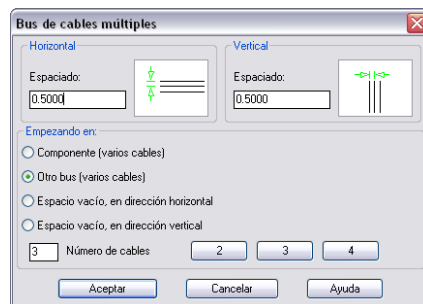 Bus de cables múltiples
Horizontal
Vertical
Espaciado:
Espaciado:
0.5000
0.5000
Empezando en:
Componente (varios cables)
Otro bus (varios cables)
Espacio vacío, en dirección horizontal
Espacio vacío, en dirección vertical
3 Número de cables 2 3 4
Aceptar Cancelar Ayuda